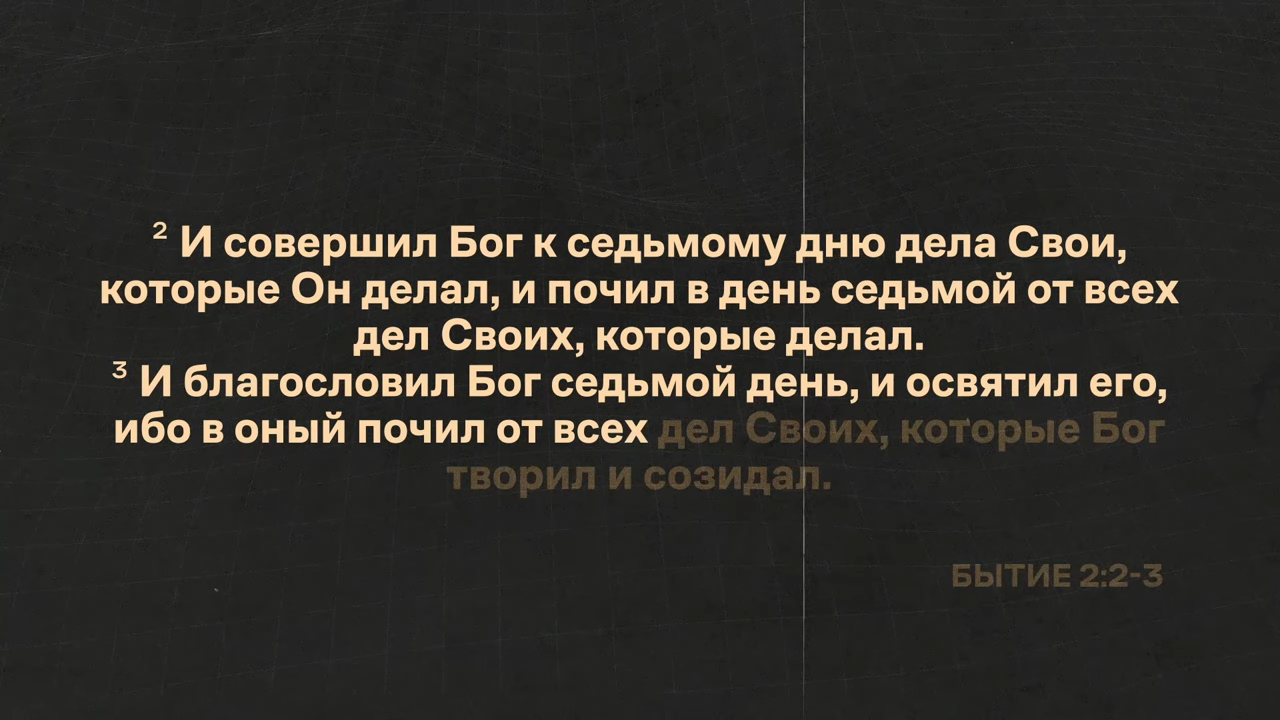 ² И совершил Бог к седьмому дню дела Свои,
которые Он делал, и почил в день седьмой от всех
дел Своих, которые делал.
³ И благословил Бог седьмой день, и освятил его,
ибо в оный почил от всех дел Своих, которые Бог
творил и созидал.
БЫТИЕ 2:2-3